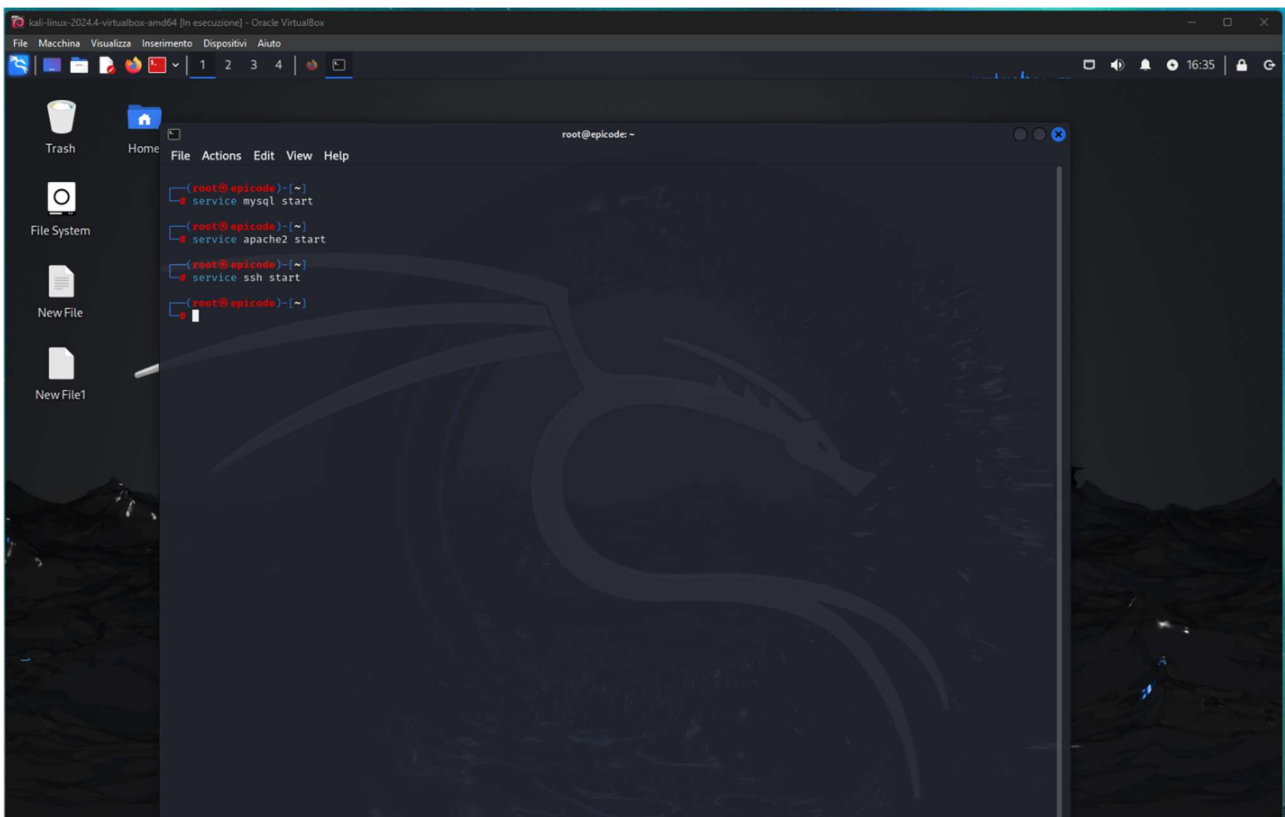 kali-linux-2024.4-virtualbox-amd64 [In esecuzione] - Oracle VirtualBox
File Macchina Visualizza Inserimento Dispositivi Aiuto
1 2 3 4 16:35
Trash
Home
File System
New File
New File1
root@epicode: ~
File Actions Edit View Help
┌──(root㉿epicode)-[~]
└─# service mysql start
┌──(root㉿epicode)-[~]
└─# service apache2 start
┌──(root㉿epicode)-[~]
└─# service ssh start
┌──(root㉿epicode)-[~]
└─#